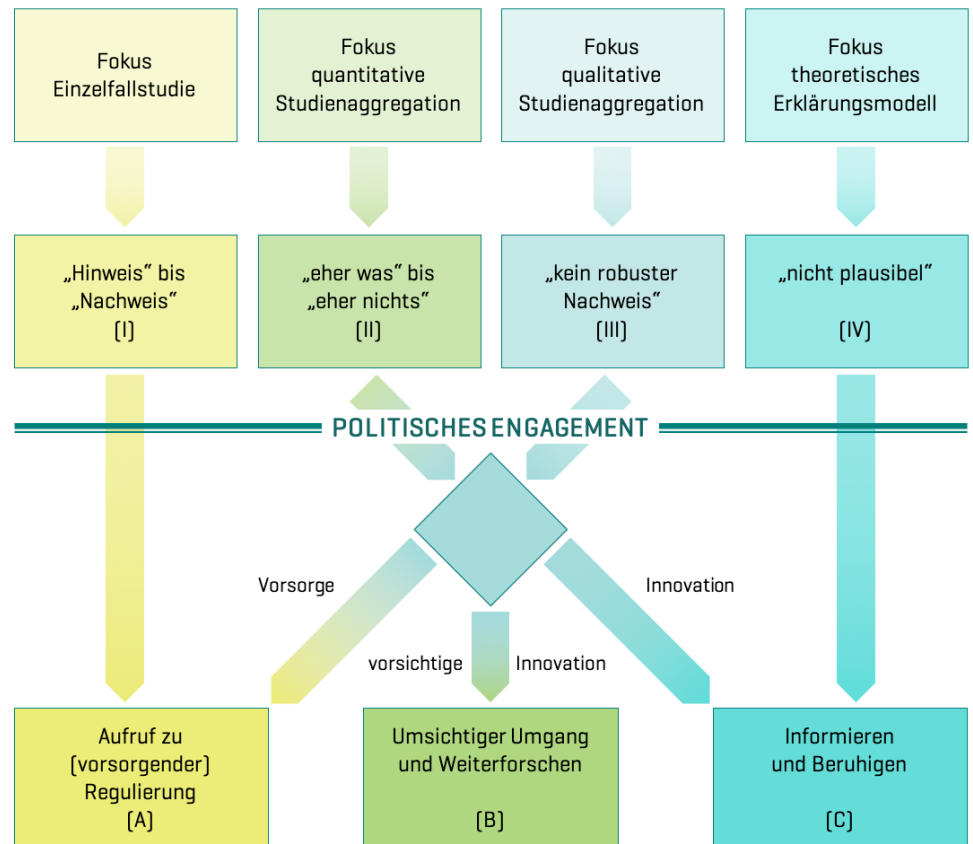 Fokus
Einzelfallstudie
Fokus
quantitative
Studienaggregation
Fokus
qualitative
Studienaggregation
Fokus
theoretisches
Erklärungsmodell
„Hinweis“ bis
„Nachweis“
(I)
„eher was“ bis
„eher nichts“
(II)
„kein robuster
Nachweis“
(III)
„nicht plausibel“
(IV)
POLITISCHES ENGAGEMENT
Vorsorge
Innovation
vorsichtige Innovation
Aufruf zu
(vorsorgender)
Regulierung
(A)
Umsichtiger Umgang
und Weiterforschen
(B)
Informieren
und Beruhigen
(C)